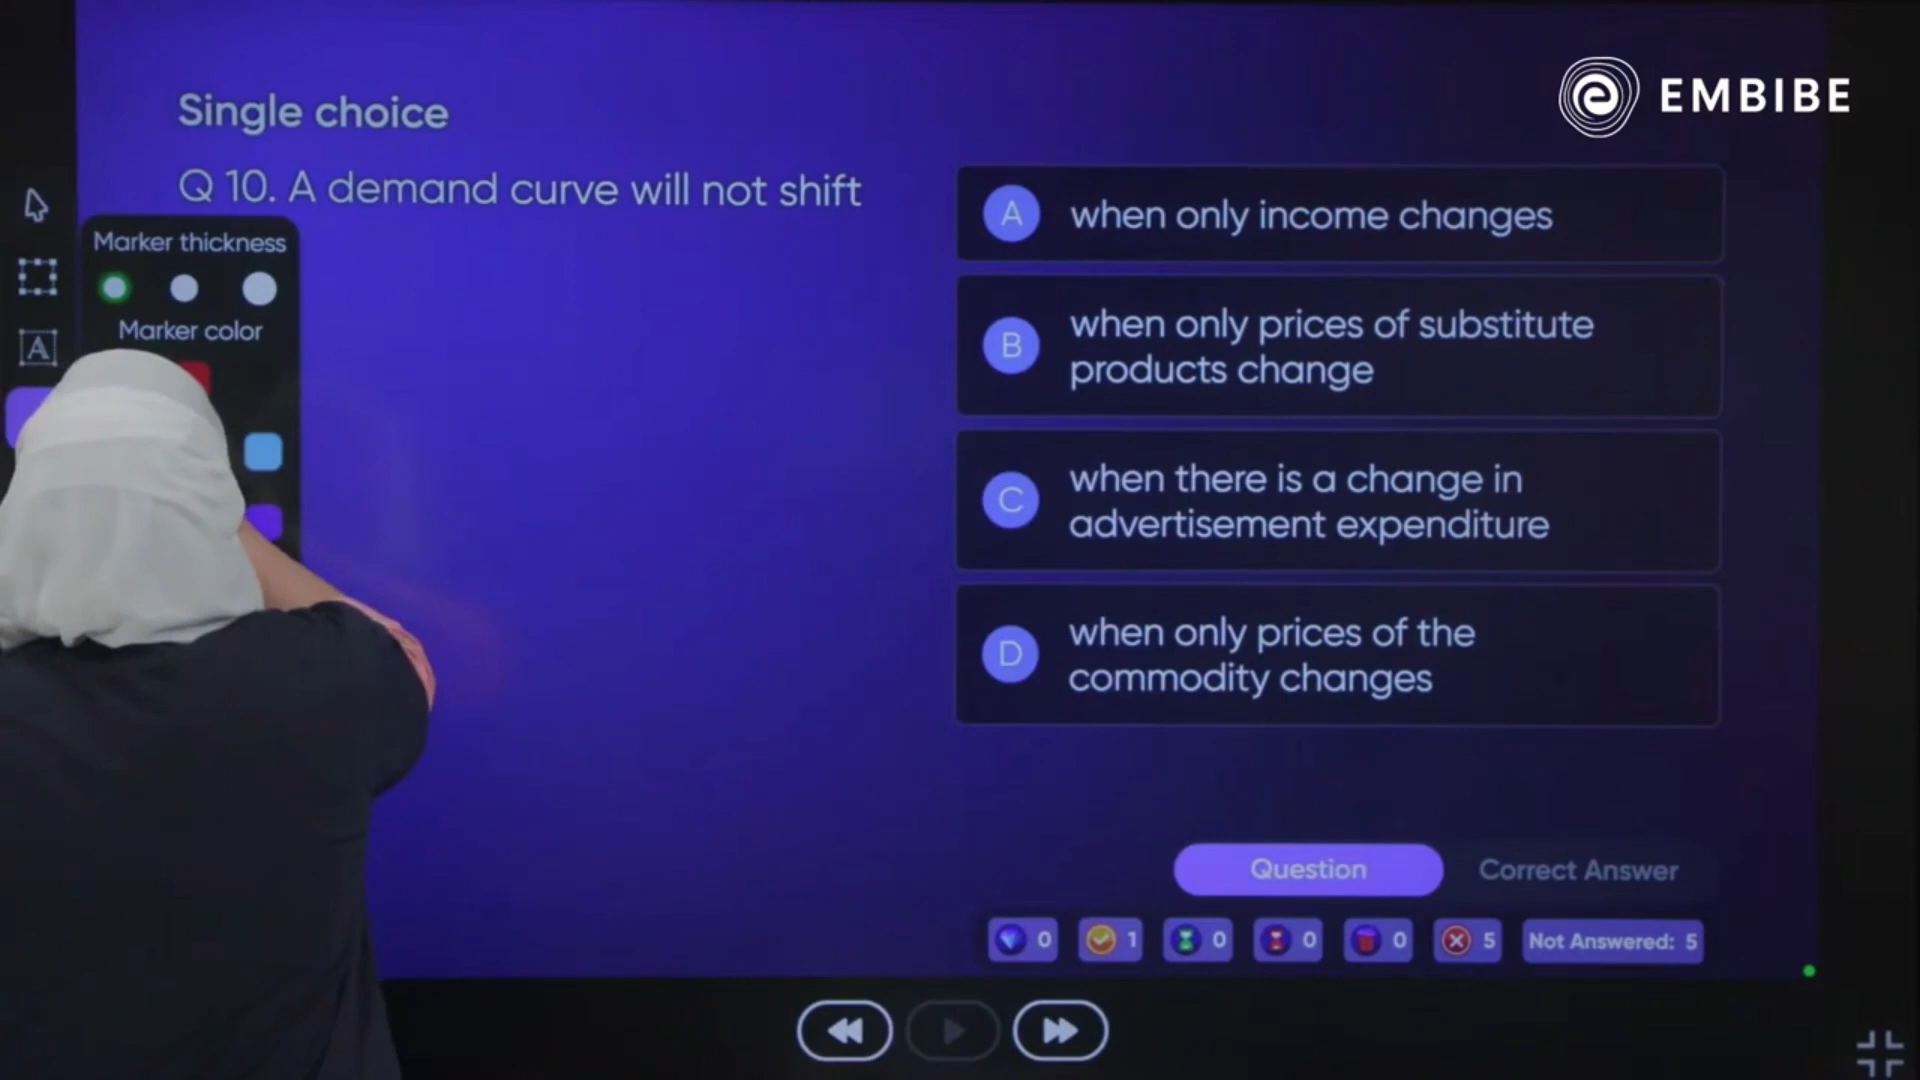 EMBIBE
Single choice
Q 10. A demand curve will not shift
Marker thickness
Marker color
A
A when only income changes
B when only prices of substitute
products change
C when there is a change in
advertisement expenditure
D when only prices of the
commodity changes
Question Correct Answer
0 1 0 0 0 5 Not Answered: 5